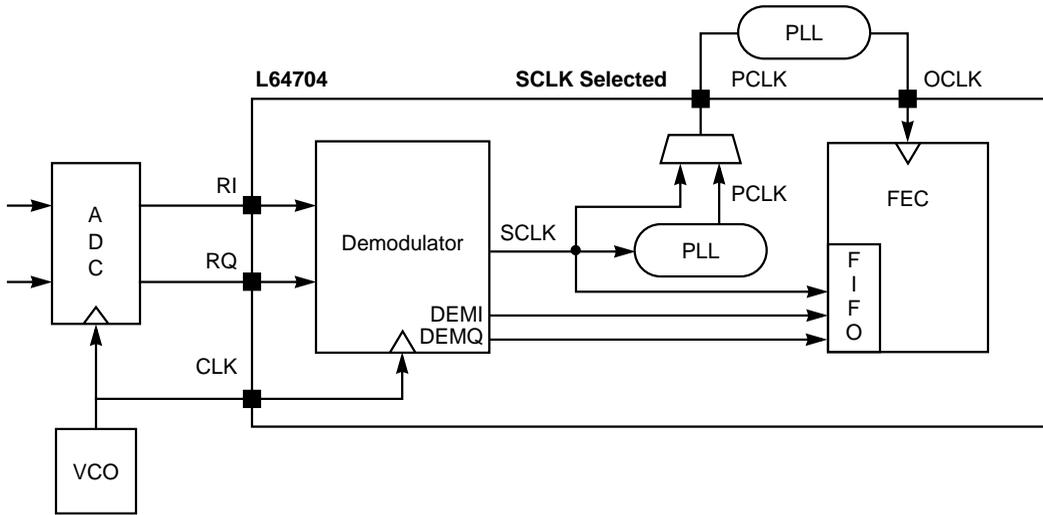 PLL
L64704
SCLK Selected
PCLK
OCLK
RI
A
D
C
PCLK
FEC
SCLK
Demodulator
PLL
RQ
F
I
F
O
DEMI
DEMQ
CLK
VCO